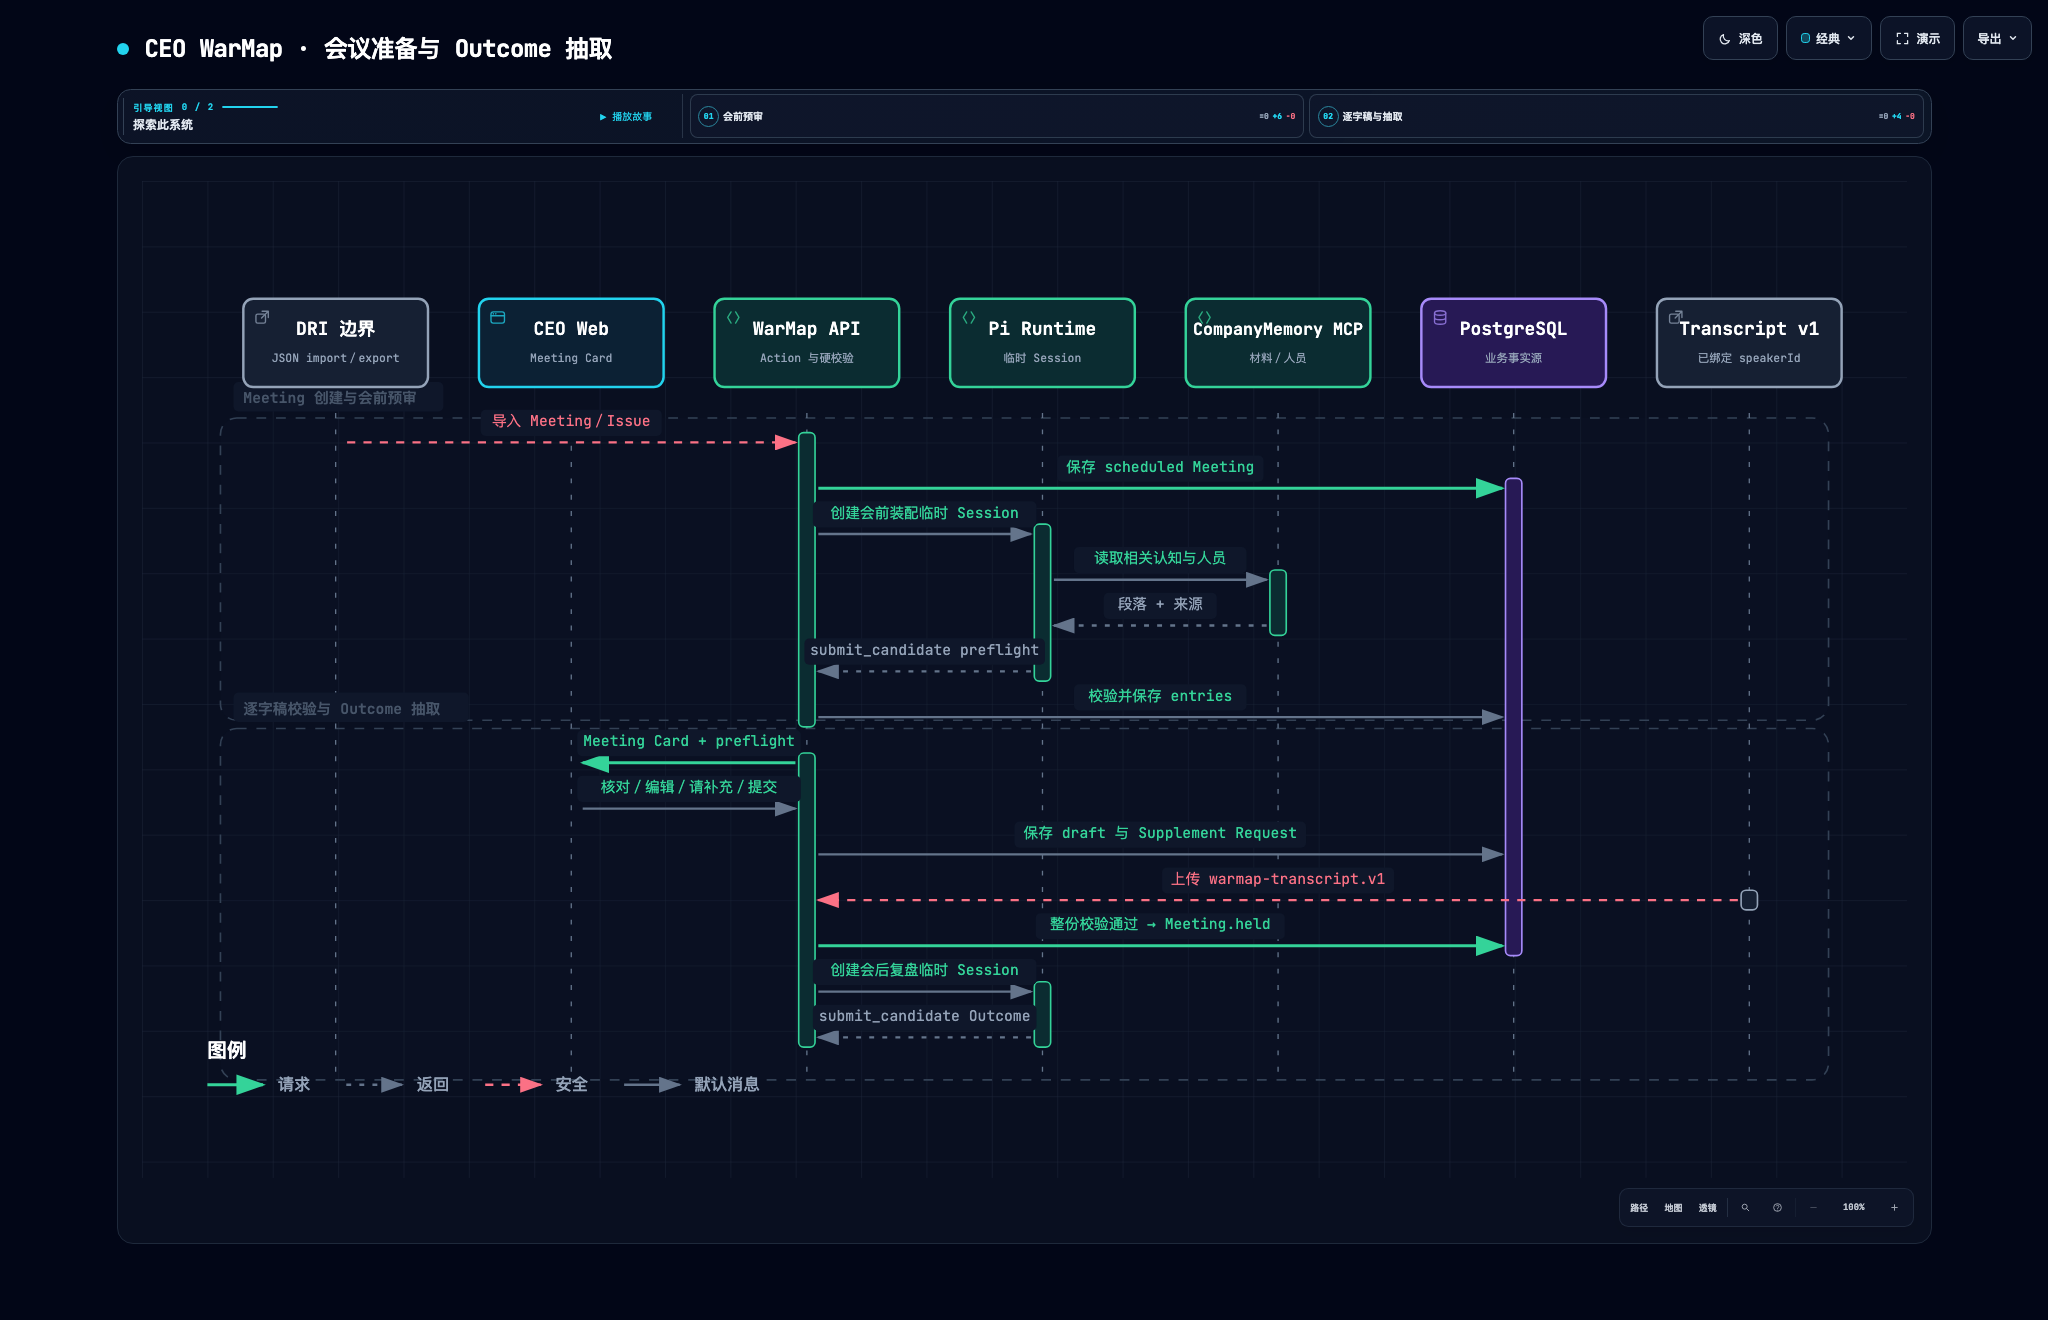 CEO WarMap · 会议准备与 Outcome 抽取
深色
经典
演示
导出
引导视图 0 / 2
探索此系统
▶ 播放故事
01 会前预审
=0 +6 -0
02 逐字稿与抽取
=0 +4 -0
DRI 边界
JSON import/export
CEO Web
Meeting Card
WarMap API
Action 与硬校验
Pi Runtime
临时 Session
CompanyMemory MCP
材料/人员
PostgreSQL
业务事实源
Transcript v1
已绑定 speakerId
Meeting 创建与会前预审
导入 Meeting/Issue
保存 scheduled Meeting
创建会前装配临时 Session
读取相关认知与人员
段落 + 来源
submit_candidate preflight
校验并保存 entries
逐字稿校验与 Outcome 抽取
Meeting Card + preflight
核对/编辑/请补充/提交
保存 draft 与 Supplement Request
上传 warmap-transcript.v1
整份校验通过 → Meeting.held
创建会后复盘临时 Session
submit_candidate Outcome
图例
请求
返回
安全
默认消息
路径
地图
透镜
− 100% +